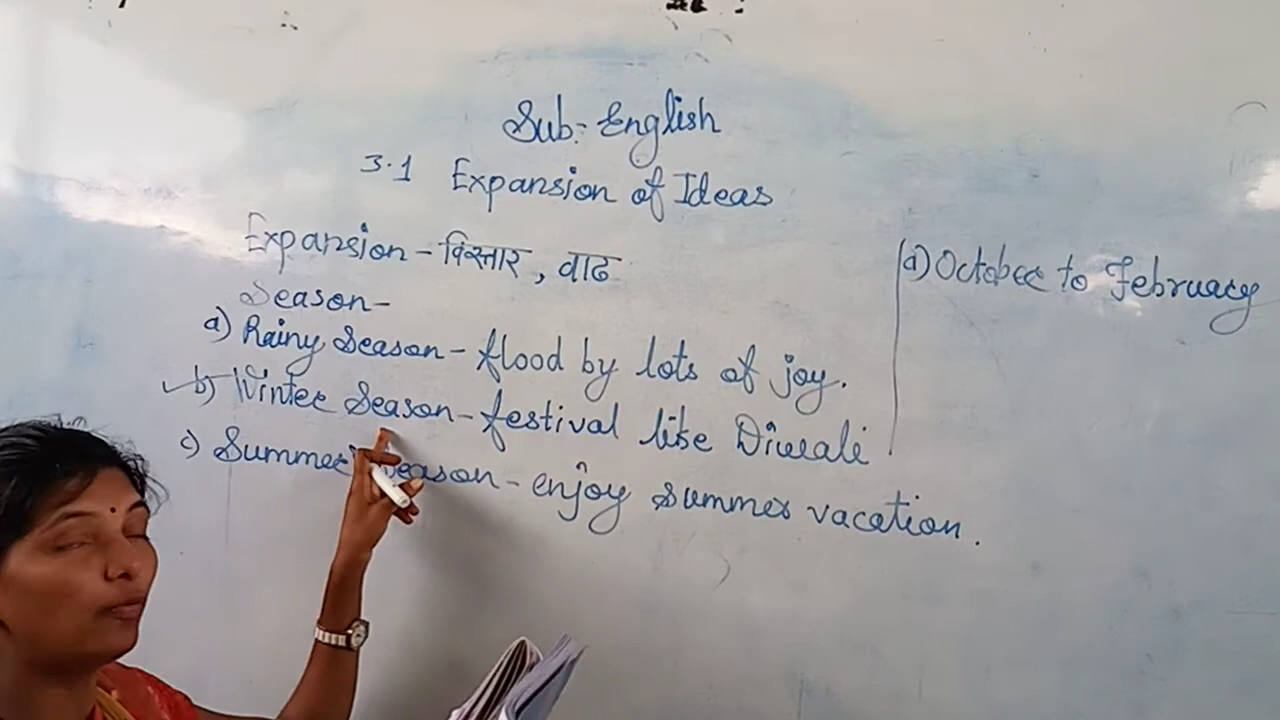 Sub:- English
3.1 Expansion of Ideas
Expansion - विस्तार, वाढ
Season-
a) Rainy Season - flood by lots of joy.
b) Winter Season - festival like Diwali
c) Summer Season - enjoy summer vacation.
a) October to February